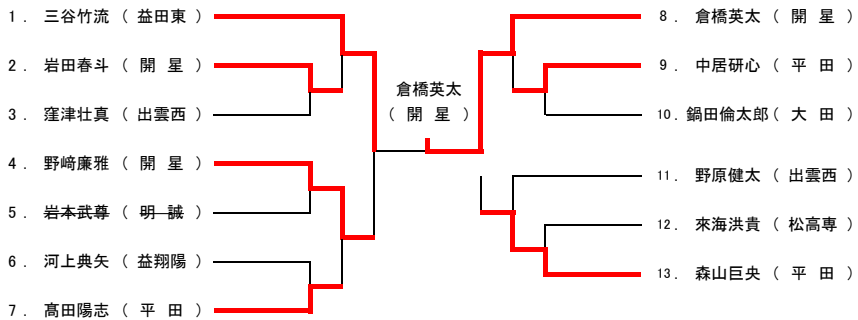 1． 三谷竹流 （ 益田東 ）
2． 岩田春斗 （ 開 星 ）
3． 窪津壮真 （ 出雲西 ）
4． 野﨑廉雅 （ 開 星 ）
5． 岩本武尊 （ 明 誠 ）
6． 河上典矢 （ 益翔陽 ）
7． 髙田陽志 （ 平 田 ）
倉橋英太
（ 開 星 ）
8． 倉橋英太 （ 開 星 ）
9． 中居研心 （ 平 田 ）
10．鍋田倫太郎（ 大 田 ）
11． 野原健太 （ 出雲西 ）
12． 來海洪貴 （ 松高専 ）
13． 森山巨央 （ 平 田 ）